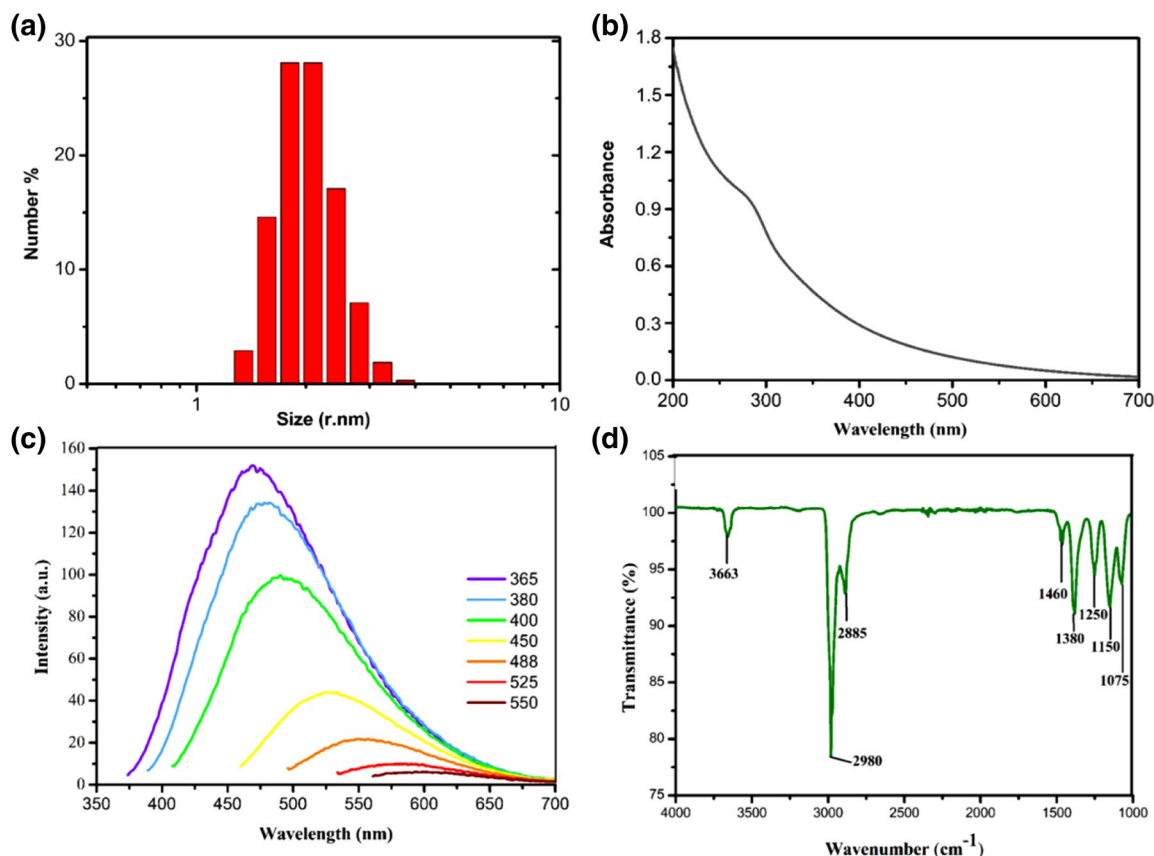 (a)
30
20
10
0
Number %
1
10
Size (r.nm)
(b)
1.8
1.5
1.2
0.9
0.6
0.3
0.0
Absorbance
200 300 400 500 600 700
Wavelength (nm)
(c)
160
140
120
100
80
60
40
20
0
Intensity (a.u.)
365
380
400
450
488
525
550
350 400 450 500 550 600 650 700
Wavelength (nm)
(d)
105
100
95
90
85
80
75
Transmittance (%)
3663
2980
2885
1460
1380
1250
1150
1075
4000 3500 3000 2500 2000 1500 1000
Wavenumber (cm-1)